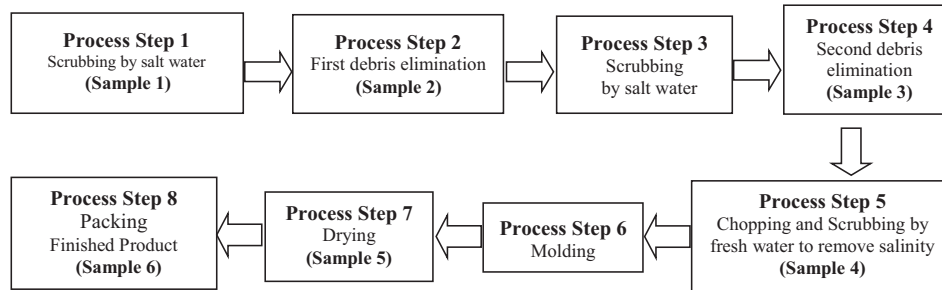 Process Step 1
Scrubbing by salt water
(Sample 1)
Process Step 2
First debris elimination
(Sample 2)
Process Step 3
Scrubbing
by salt water
Process Step 4
Second debris
elimination
(Sample 3)
Process Step 5
Chopping and Scrubbing by
fresh water to remove salinity
(Sample 4)
Process Step 6
Molding
Process Step 7
Drying
(Sample 5)
Process Step 8
Packing
Finished Product
(Sample 6)